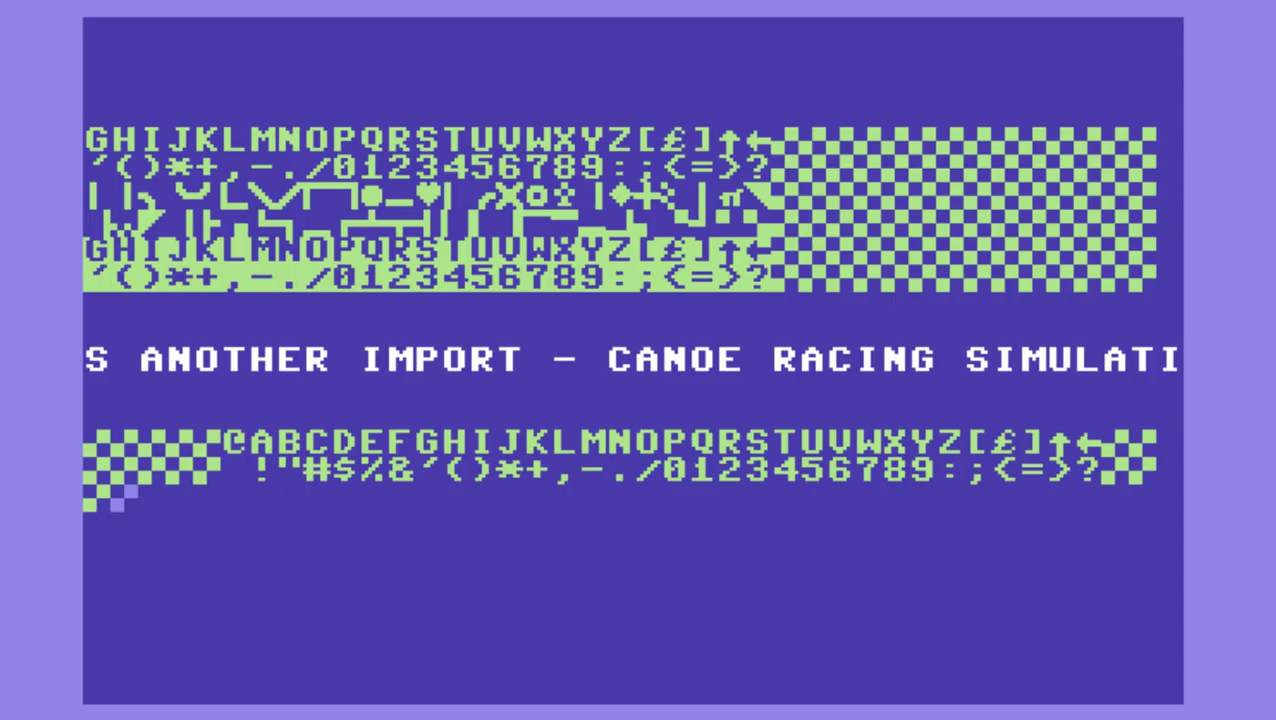 GHIJKLMNOPQRSTUVWXYZ[£]↑←
'()*+,-./0123456789:;<=>?
GHIJKLMNOPQRSTUVWXYZ[£]↑←
'()*+,-./0123456789:;<=>?
S ANOTHER IMPORT - CANOE RACING SIMULATI
@ABCDEFGHIJKLMNOPQRSTUVWXYZ[£]↑←
!"#$%&'()*+,-./0123456789:;<=>?